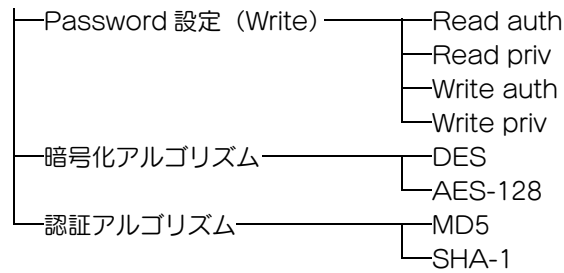 Password 設定（Write） Read auth
Read priv
Write auth
Write priv
暗号化アルゴリズム DES
AES-128
認証アルゴリズム MD5
SHA-1